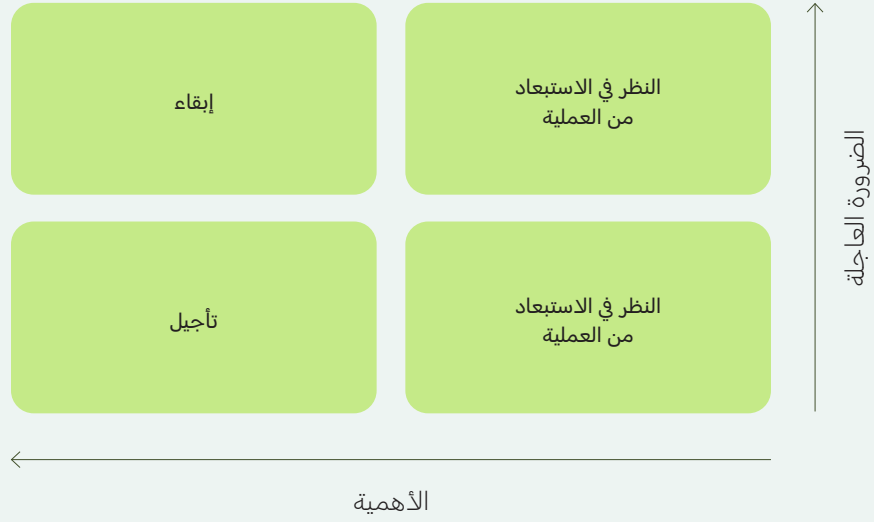 النظر في الاستبعاد
من العملية
إبقاء
النظر في الاستبعاد
من العملية
تأجيل
الضرورة العاجلة
الأهمية